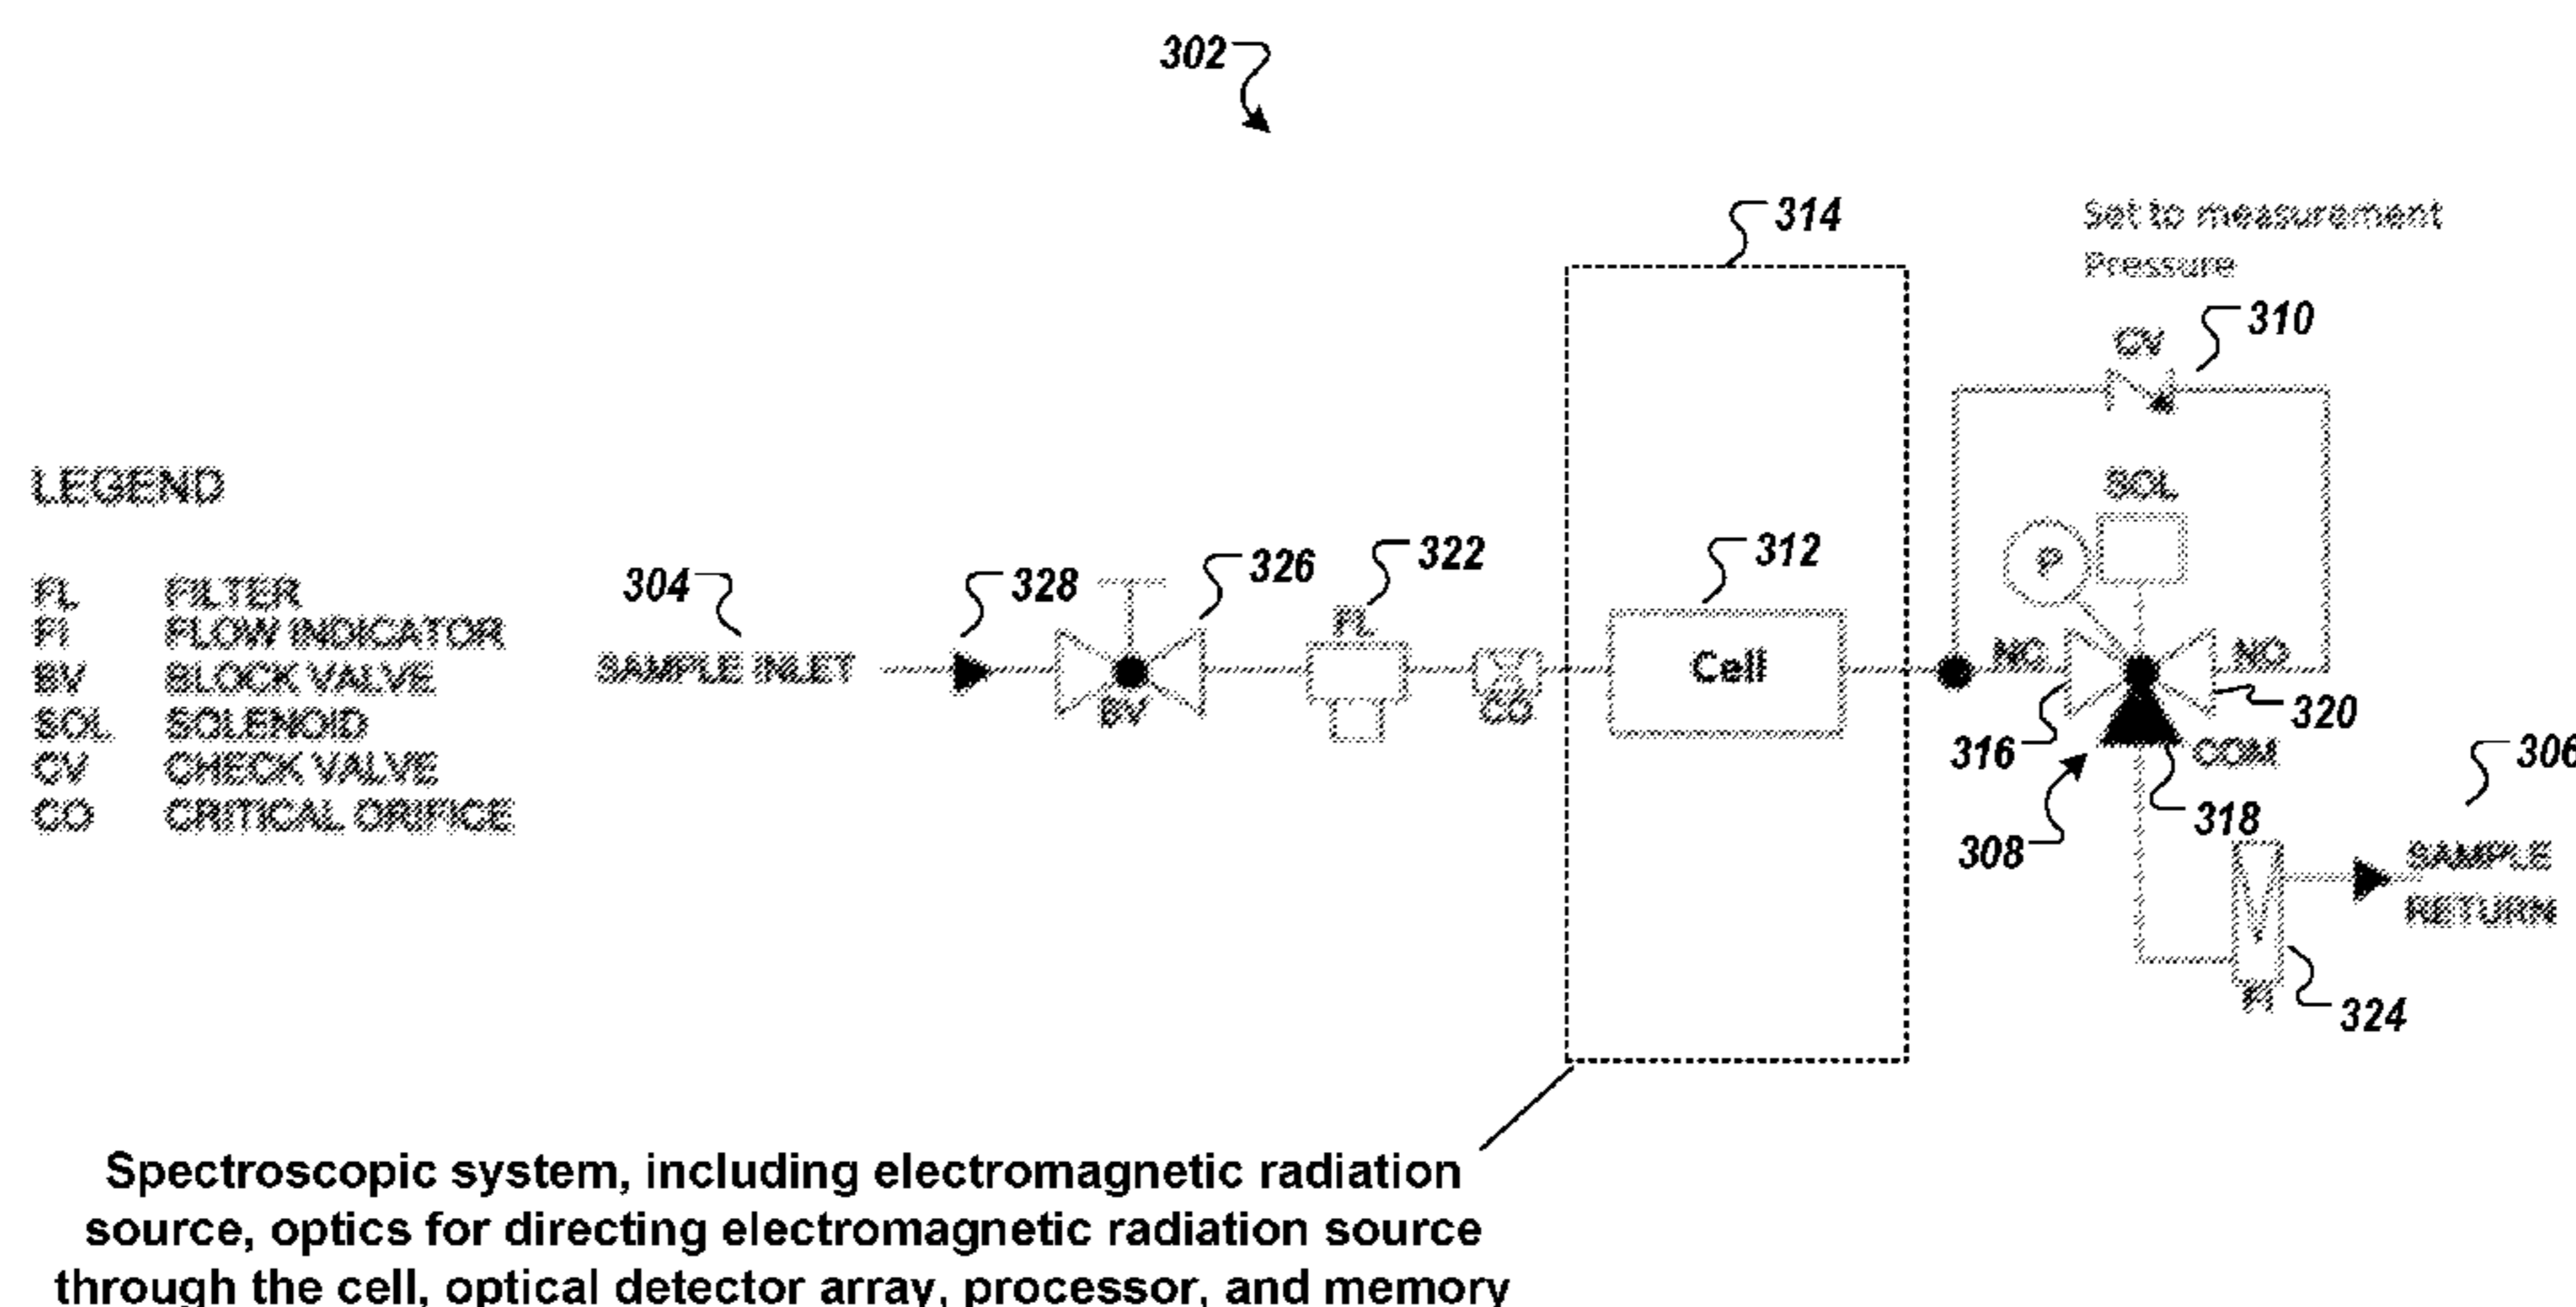 302
314
Set to measurement
Pressure
310
CV
LEGEND
SOL
FL FILTER
FI FLOW INDICATOR
BV BLOCK VALVE
SOL SOLENOID
CV CHECK VALVE
CO CRITICAL ORIFICE
304
328
326
322
312
P
FL
SAMPLE INLET
BV
CO
Cell
NC
NO
316
320
COM
306
308
318
SAMPLE
RETURN
FI
324
Spectroscopic system, including electromagnetic radiation
source, optics for directing electromagnetic radiation source
through the cell, optical detector array, processor, and memory